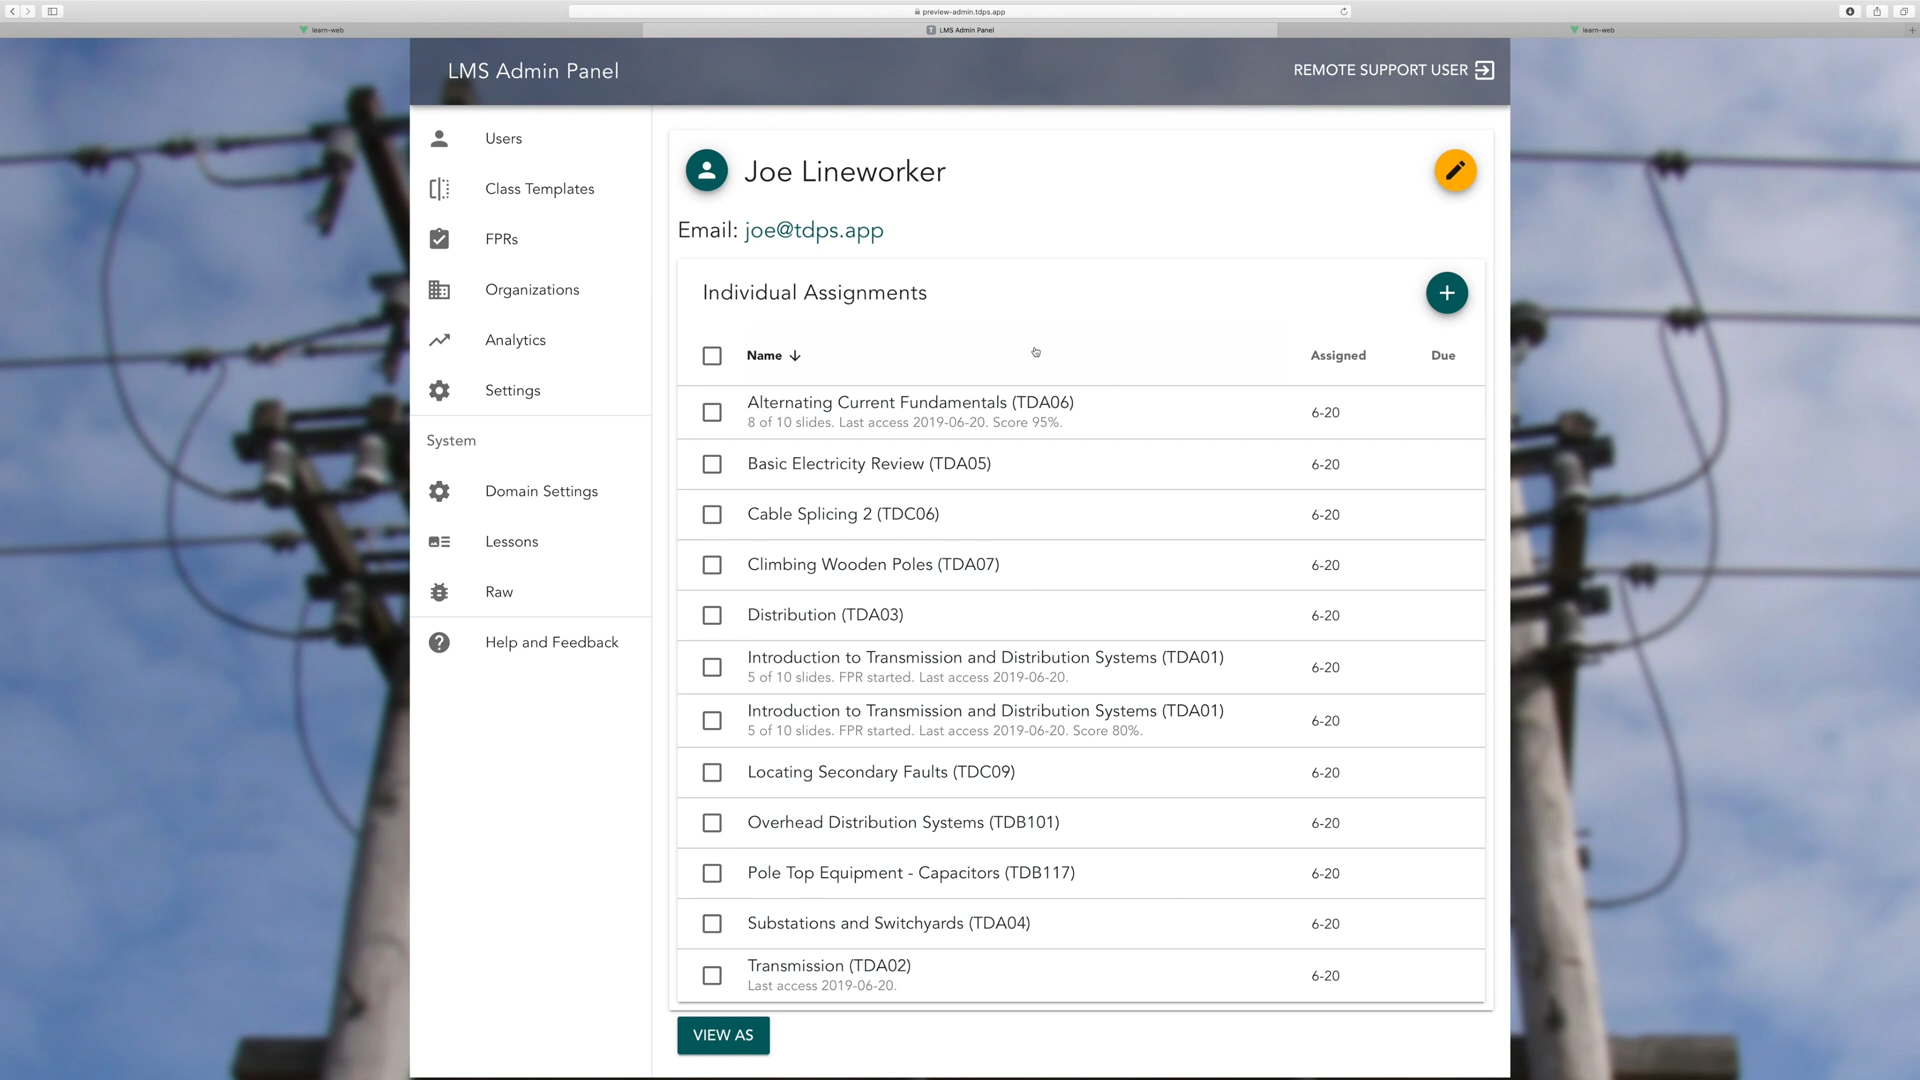 preview-admin.tdps.app
learn-web
LMS Admin Panel
learn-web
LMS Admin Panel
REMOTE SUPPORT USER
Users
Class Templates
FPRs
Organizations
Analytics
Settings
System
Domain Settings
Lessons
Raw
Help and Feedback
Joe Lineworker
Email: joe@tdps.app
Individual Assignments
Name Assigned Due
Alternating Current Fundamentals (TDA06) 6-20
8 of 10 slides. Last access 2019-06-20. Score 95%.
Basic Electricity Review (TDA05) 6-20
Cable Splicing 2 (TDC06) 6-20
Climbing Wooden Poles (TDA07) 6-20
Distribution (TDA03) 6-20
Introduction to Transmission and Distribution Systems (TDA01) 6-20
5 of 10 slides. FPR started. Last access 2019-06-20.
Introduction to Transmission and Distribution Systems (TDA01) 6-20
5 of 10 slides. FPR started. Last access 2019-06-20. Score 80%.
Locating Secondary Faults (TDC09) 6-20
Overhead Distribution Systems (TDB101) 6-20
Pole Top Equipment - Capacitors (TDB117) 6-20
Substations and Switchyards (TDA04) 6-20
Transmission (TDA02) 6-20
Last access 2019-06-20.
VIEW AS